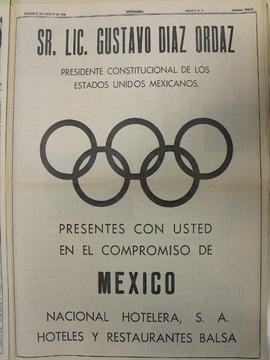 SR. LIC. GUSTAVO DIAZ ORDAZ
PRESIDENTE CONSTITUCIONAL DE LOS
ESTADOS UNIDOS MEXICANOS.
PRESENTES CON USTED
EN EL COMPROMISO DE
MEXICO
NACIONAL HOTELERA, S. A.
HOTELES Y RESTAURANTES BALSA